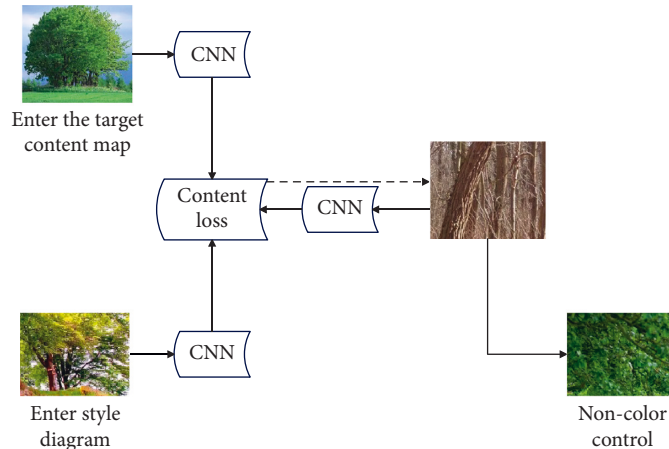 CNN
Enter the target
content map
Content
loss
CNN
CNN
Enter style
diagram
Non-color
control